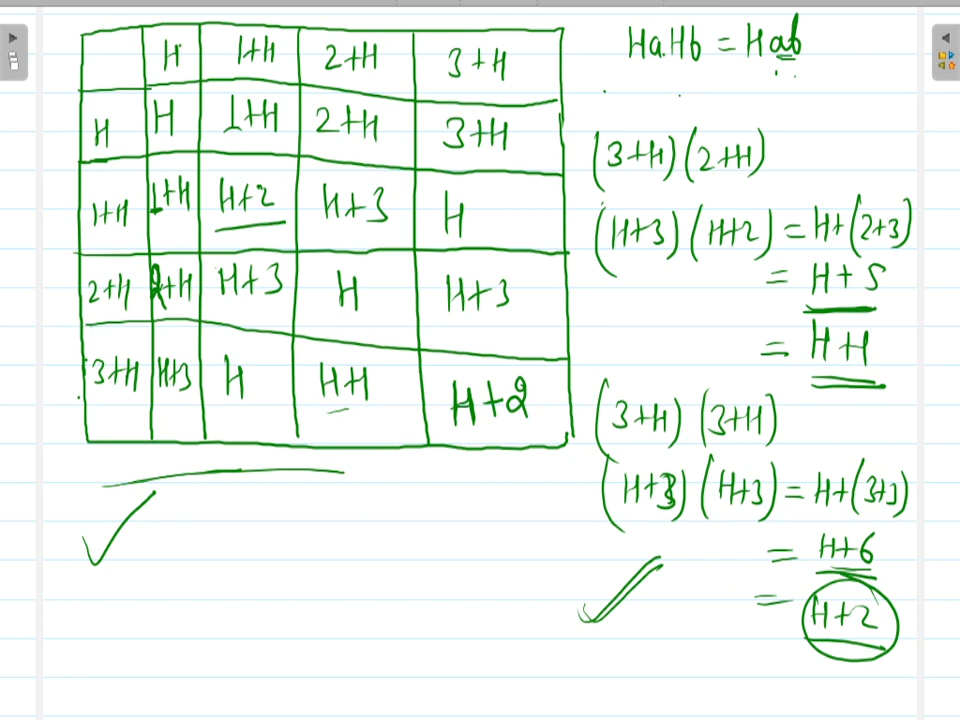 H 1+H 2+H 3+H
H H 1+H 2+H 3+H
1+H 1+H H+2 H+3 H
2+H 2+H H+3 H H+3
3+H H+3 H H+1 H+2
Ha.Hb = Hab
(3+H)(2+H)
(H+3)(H+2) = H+(2+3)
= H+5
= H+1
(3+H)(3+H)
(H+3)(H+3) = H+(3+3)
= H+6
= H+2